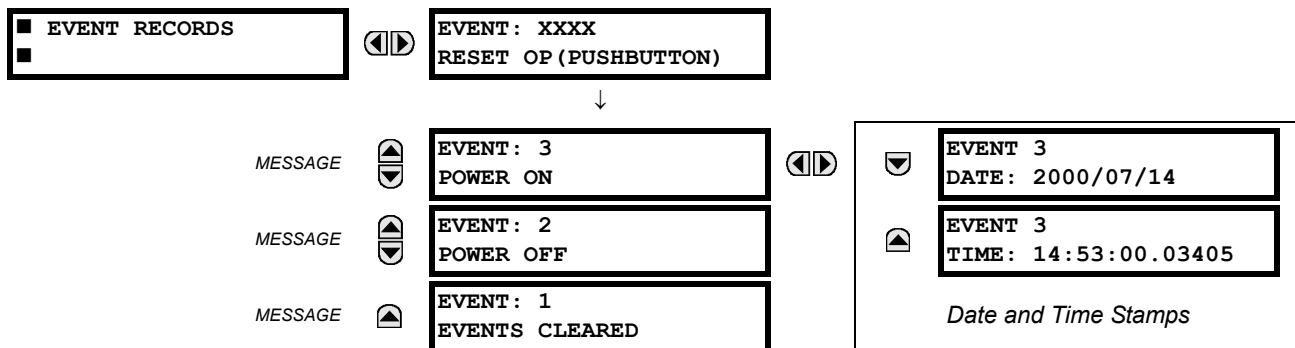 ■ EVENT RECORDS
■
EVENT: XXXX
RESET OP(PUSHBUTTON)
↓
MESSAGE
EVENT: 3
POWER ON
EVENT 3
DATE: 2000/07/14
MESSAGE
EVENT: 2
POWER OFF
EVENT 3
TIME: 14:53:00.03405
MESSAGE
EVENT: 1
EVENTS CLEARED
Date and Time Stamps